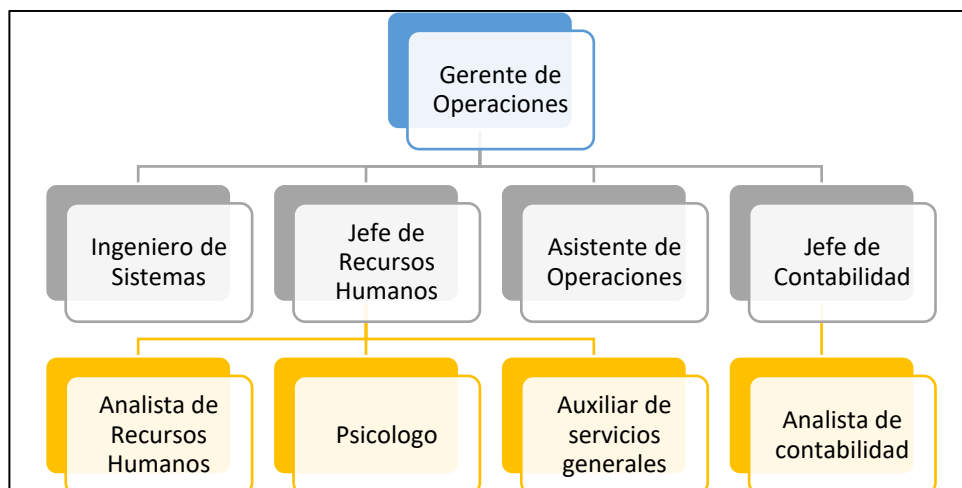 Gerente de
Operaciones
Ingeniero de
Sistemas
Jefe de
Recursos
Humanos
Asistente de
Operaciones
Jefe de
Contabilidad
Analista de
Recursos
Humanos
Psicologo
Auxiliar de
servicios
generales
Analista de
contabilidad